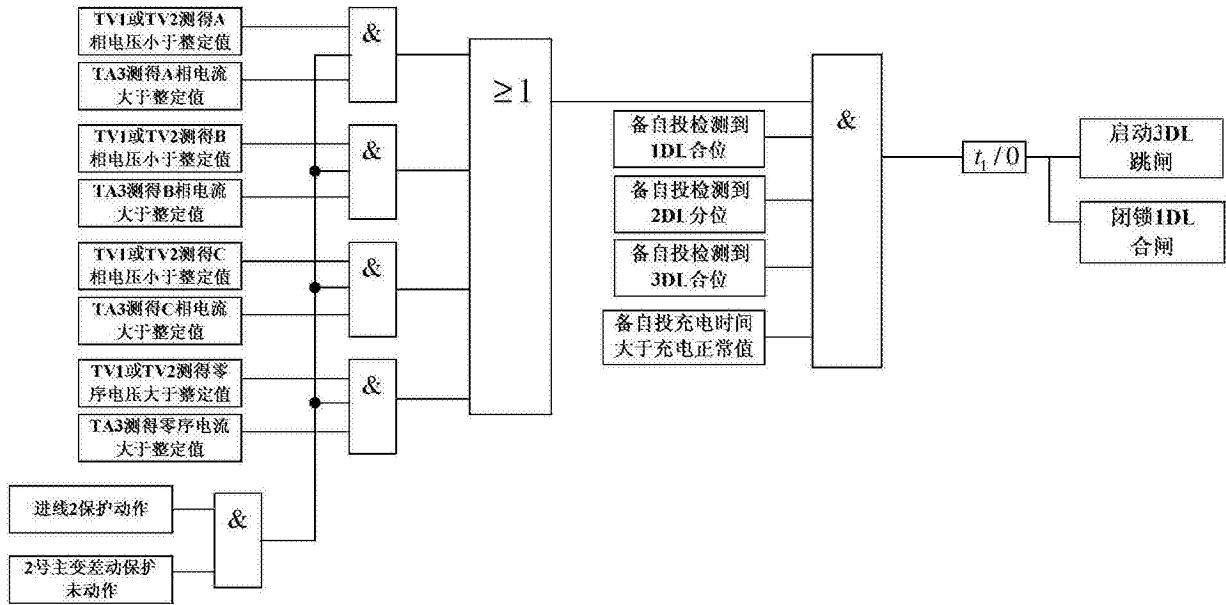 TV1或TV2测得A
相电压小于整定值
&
TA3测得A相电流
大于整定值
TV1或TV2测得B
相电压小于整定值
&
TA3测得B相电流
大于整定值
TV1或TV2测得C
相电压小于整定值
&
TA3测得C相电流
大于整定值
TV1或TV2测得零
序电压大于整定值
&
TA3测得零序电流
大于整定值
进线2保护动作
&
2号主变差动保护
未动作
≥1
备自投检测到
1DL合位
备自投检测到
2DL分位
备自投检测到
3DL合位
备自投充电时间
大于充电正常值
&
t₁/0
启动3DL
跳闸
闭锁1DL
合闸